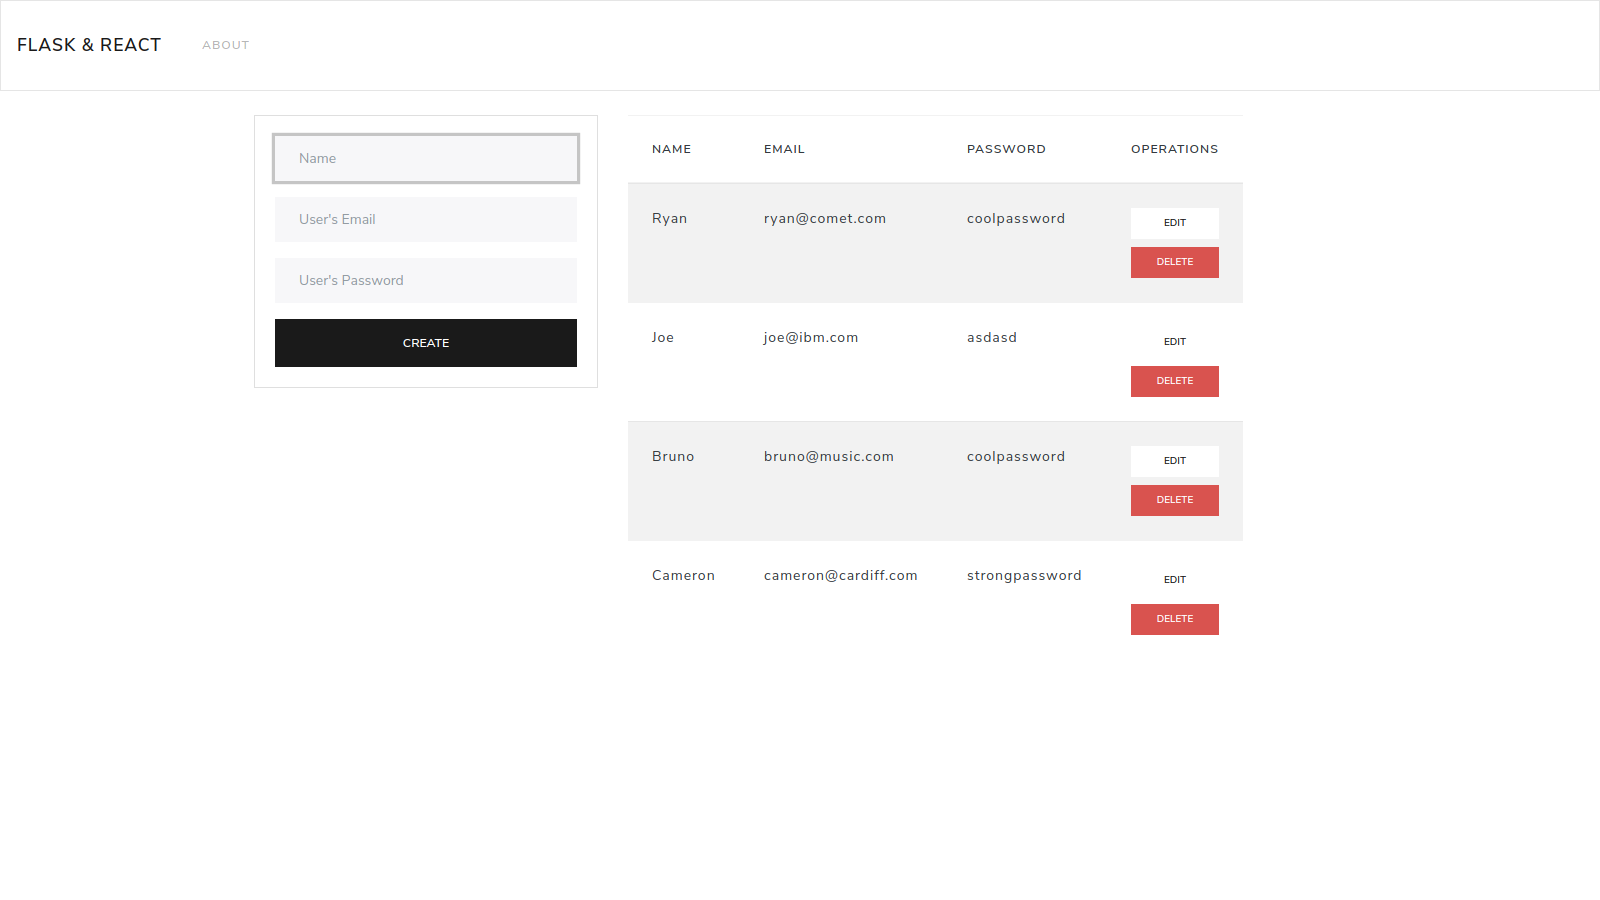 FLASK & REACT ABOUT
Name
User's Email
User's Password
CREATE
NAME EMAIL PASSWORD OPERATIONS
Ryan ryan@comet.com coolpassword EDIT
DELETE
Joe joe@ibm.com asdasd EDIT
DELETE
Bruno bruno@music.com coolpassword EDIT
DELETE
Cameron cameron@cardiff.com strongpassword EDIT
DELETE